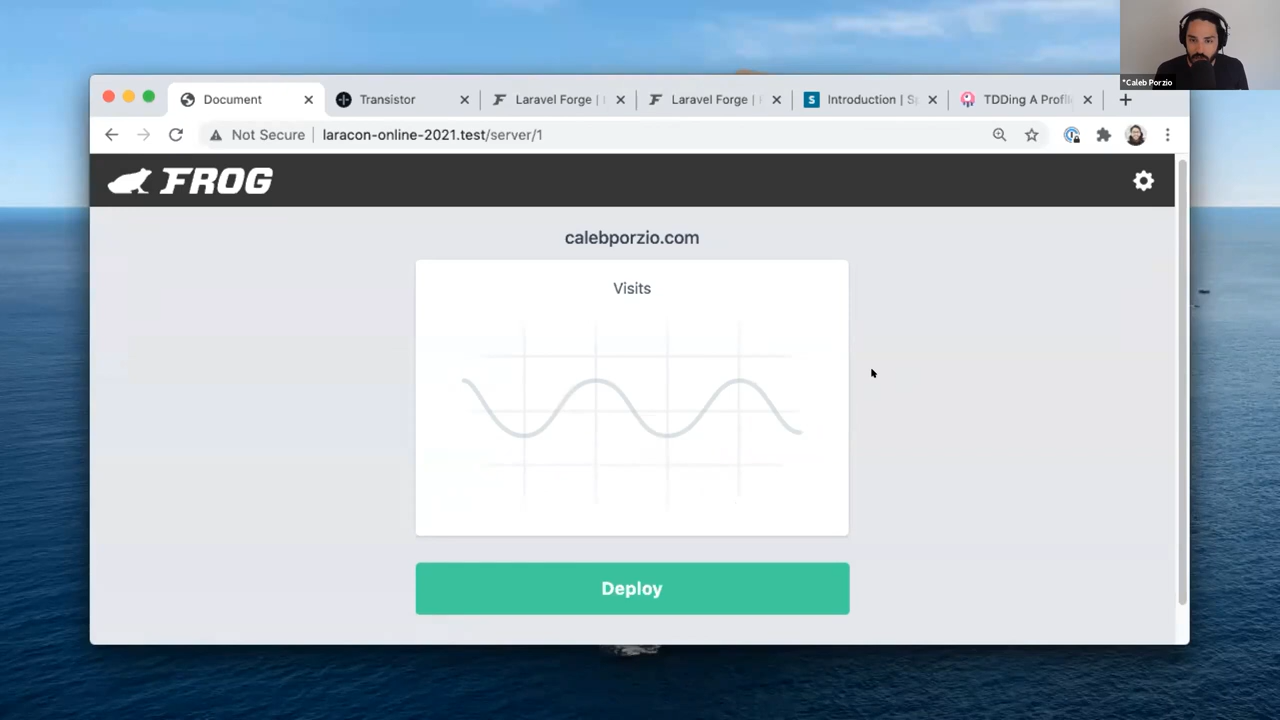 *Caleb Porzio
Document
Transistor
Laravel Forge |
Laravel Forge |
Introduction | S
TDDing A Profil
Not Secure
laracon-online-2021.test/server/1
FROG
calebporzio.com
Visits
Deploy